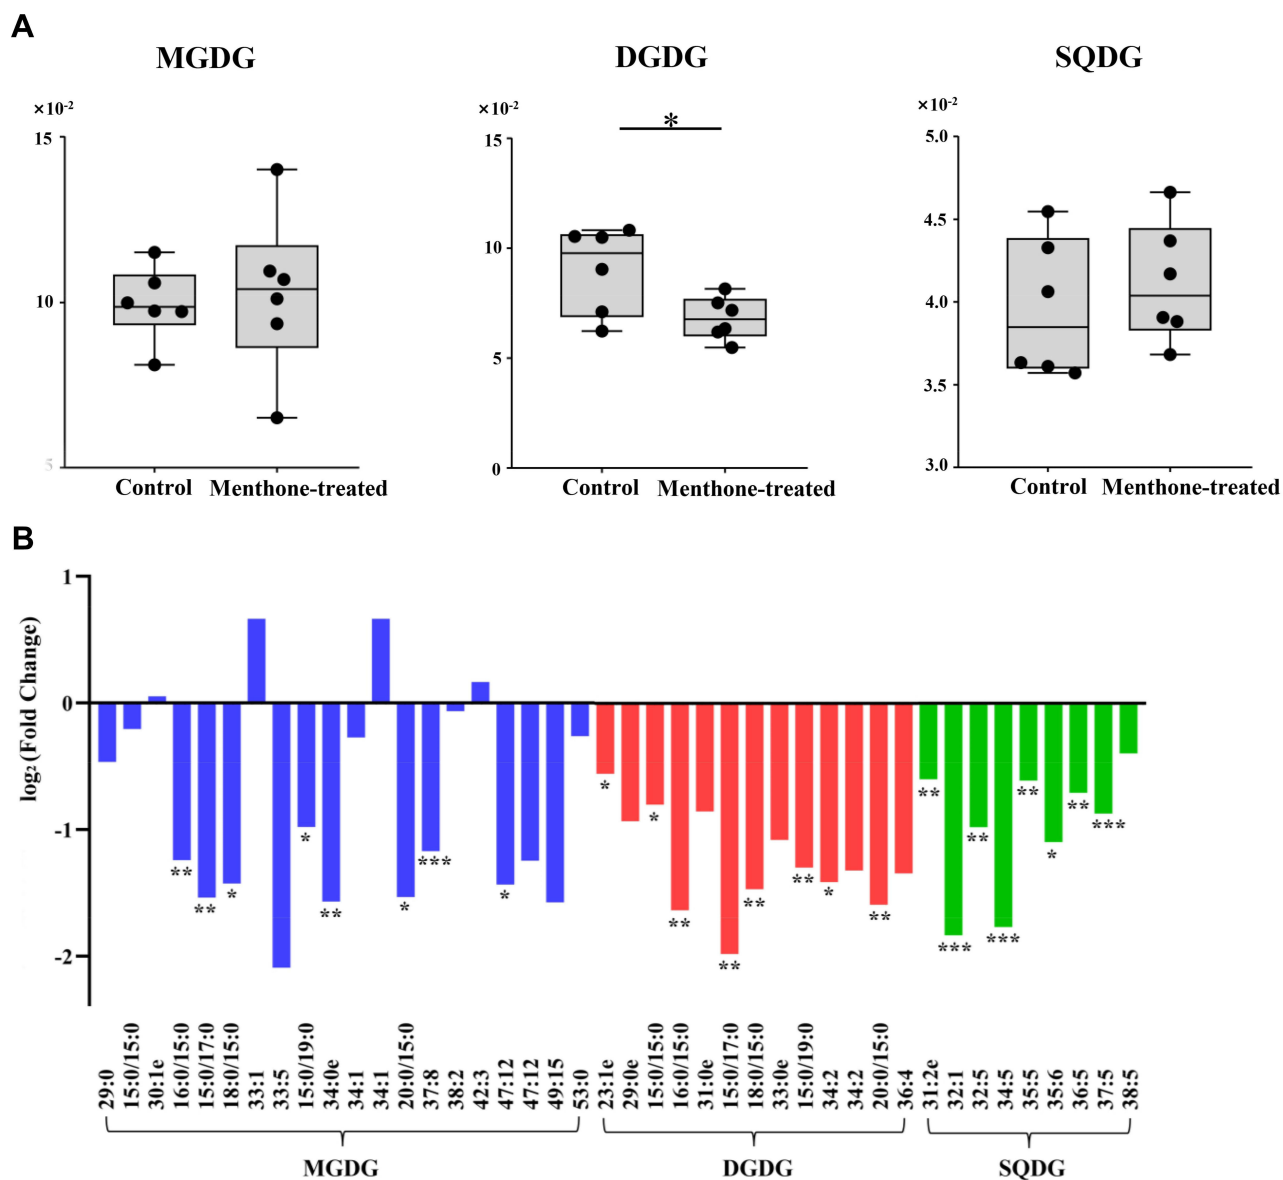 A
MGDG
DGDG
SQDG
×10-2
×10-2
×10-2
15
10
5
Control
Menthone-treated
*
15
10
5
0
Control
Menthone-treated
5.0
4.5
4.0
3.5
3.0
Control
Menthone-treated
B
log2 (Fold Change)
1
0
-1
-2
** ** * * ** * *** * * * ** ** ** ** * ** ** *** ** *** ** * ** ***
29:0
15:0/15:0
30:1e
16:0/15:0
15:0/17:0
18:0/15:0
33:1
33:5
15:0/19:0
34:0e
34:1
34:1
20:0/15:0
37:8
38:2
42:3
47:12
47:12
49:15
53:0
23:1e
29:0e
15:0/15:0
16:0/15:0
31:0e
15:0/17:0
18:0/15:0
33:0e
15:0/19:0
34:2
34:2
20:0/15:0
36:4
31:2e
32:1
32:5
34:5
35:5
35:6
36:5
37:5
38:5
MGDG
DGDG
SQDG